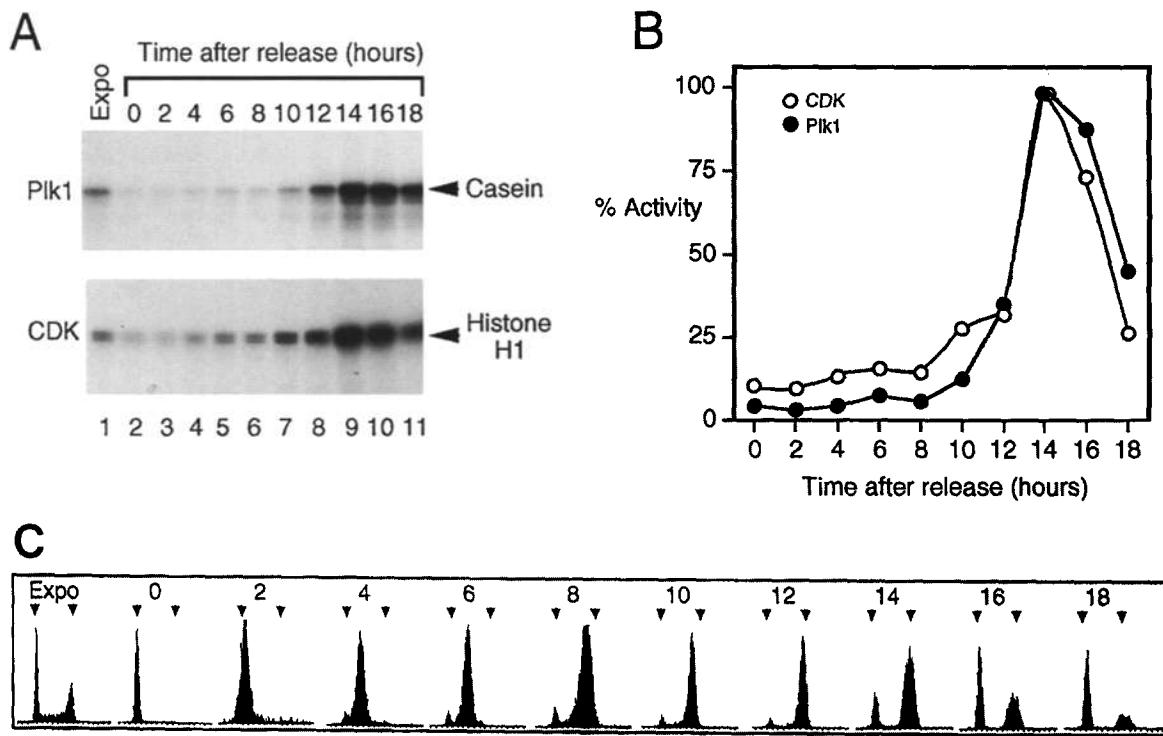 A
Time after release (hours)
Expo 0 2 4 6 8 10 12 14 16 18
Plk1
Casein
CDK
Histone
H1
1 2 3 4 5 6 7 8 9 10 11
B
100
75
% Activity
50
25
0
CDK
Plk1
0 2 4 6 8 10 12 14 16 18
Time after release (hours)
C
Expo 0 2 4 6 8 10 12 14 16 18